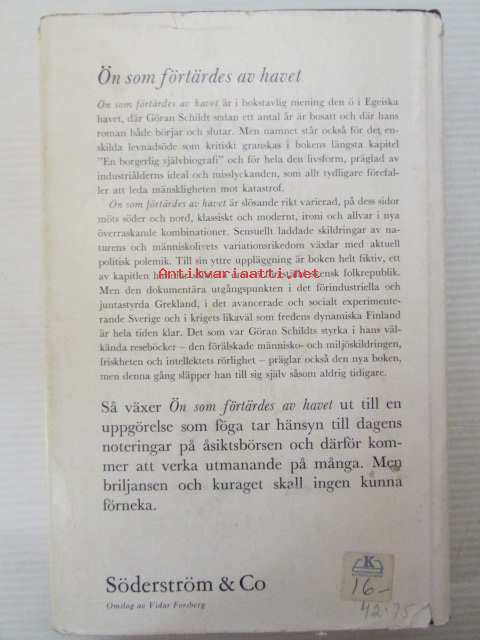 Ön som förtärdes av havet
Ön som förtärdes av havet är i bokstavlig mening den ö i Egeiska
havet, där Göran Schildt sedan ett antal år är bosatt och där hans
roman både börjar och slutar. Men namnet står också för det en-
skilda levnadsöde som kritiskt granskas i bokens längsta kapitel
"En borgerlig självbiografi" och för hela den livsform, präglad av
industriålderns ideal och misslyckanden, som allt tydligare förefal-
ler att leda mänskligheten mot katastrof.
Ön som förtärdes av havet är slösande rikt varierad, på dess sidor
möts söder och nord, klassiskt och modernt, ironi och allvar i nya
överraskande kombinationer. Sensuellt laddade skildringar av na-
turens och människolivets variationsrikedom växlar med aktuell
politisk polemik. Till sin yttre uppläggning är boken helt fiktiv, ett
av kapitlen svensk folkrepublik.
Antikvariaatti.net
Men den dokumentära utgångspunkten i det förindustriella och
juntastyrda Grekland, i det avancerade och socialt experimente-
rande Sverige och i krigets likaväl som fredens dynamiska Finland
är hela tiden klar. Det som var Göran Schildts styrka i hans väl-
kända reseböcker – den förälskade människo- och miljöskildringen,
friskheten och intellektets rörlighet – präglar också den nya boken,
men denna gång släpper han till sig själv såsom aldrig tidigare.
Så växer Ön som förtärdes av havet ut till en
uppgörelse som föga tar hänsyn till dagens
noteringar på åsiktsbörsen och därför kom-
mer att verka utmanande på många. Men
briljansen och kuraget skall ingen kunna
förneka.
Söderström & Co
Omslag av Vidar Forsberg
K
16-
42.75